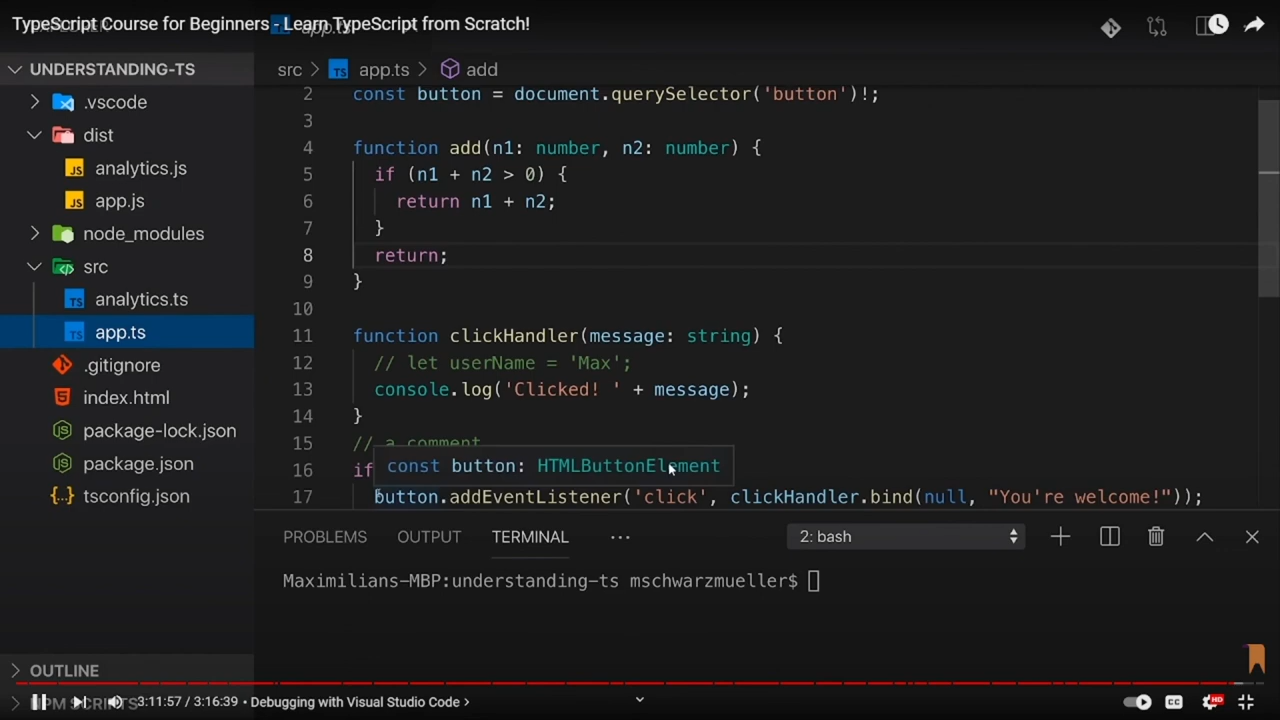 TypeScript Course for Beginners - Learn TypeScript from Scratch!
UNDERSTANDING-TS
.vscode
dist
analytics.js
app.js
node_modules
src
analytics.ts
app.ts
.gitignore
index.html
package-lock.json
package.json
tsconfig.json
OUTLINE
NPM SCRIPTS
src > app.ts > add
2 const button = document.querySelector('button')!;
3
4 function add(n1: number, n2: number) {
5 if (n1 + n2 > 0) {
6 return n1 + n2;
7 }
8 return;
9 }
10
11 function clickHandler(message: string) {
12 // let userName = 'Max';
13 console.log('Clicked! ' + message);
14 }
15 // a comment
16 if
const button: HTMLButtonElement
17 button.addEventListener('click', clickHandler.bind(null, "You're welcome!"));
PROBLEMS OUTPUT TERMINAL ··· 2: bash
Maximilians-MBP:understanding-ts mschwarzmueller$
3:11:57 / 3:16:39 • Debugging with Visual Studio Code >
CC HD